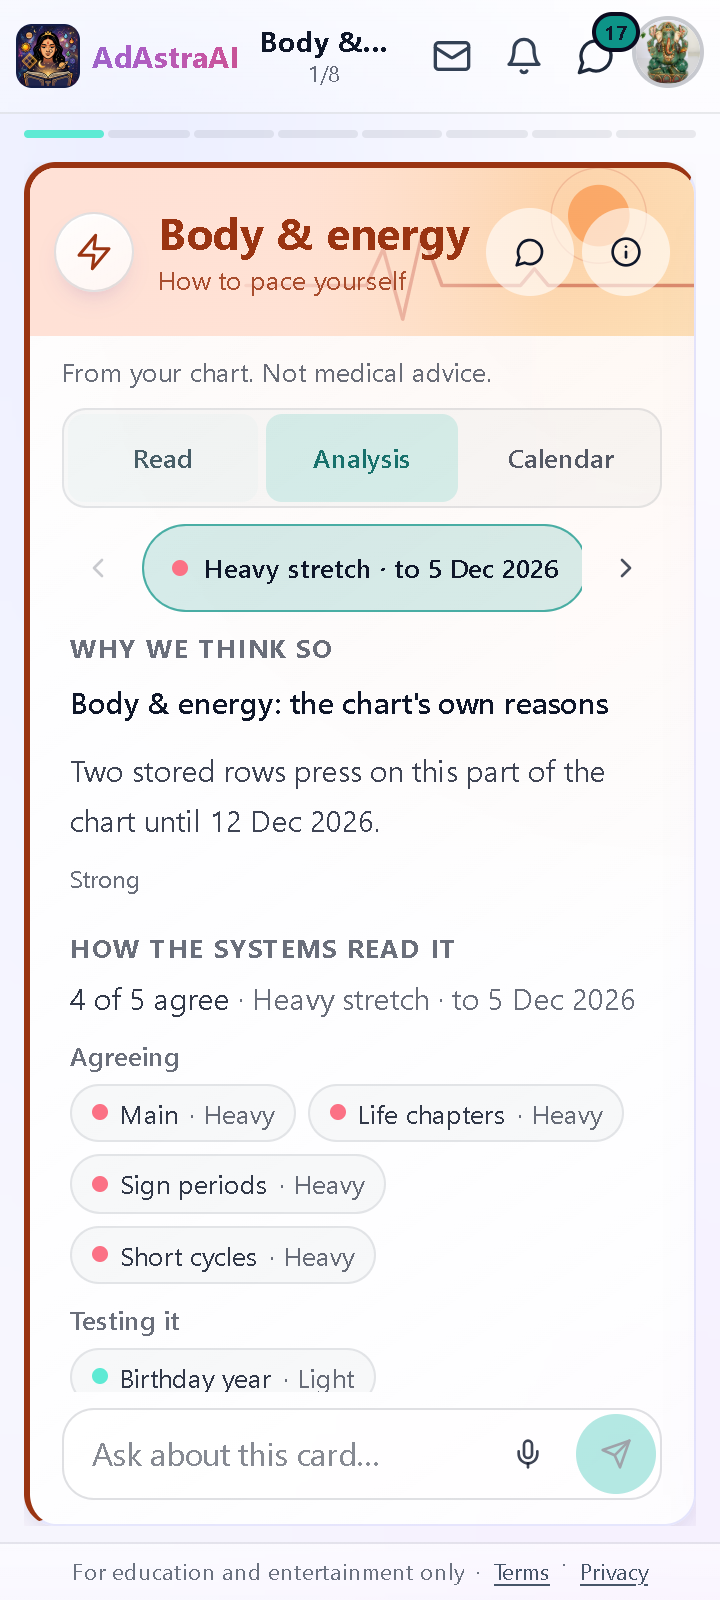 AdAstraAI
Body &...
1/8
17
Body & energy
How to pace yourself
From your chart. Not medical advice.
Read
Analysis
Calendar
Heavy stretch · to 5 Dec 2026
WHY WE THINK SO
Body & energy: the chart's own reasons
Two stored rows press on this part of the
chart until 12 Dec 2026.
Strong
HOW THE SYSTEMS READ IT
4 of 5 agree · Heavy stretch · to 5 Dec 2026
Agreeing
Main · Heavy
Life chapters · Heavy
Sign periods · Heavy
Short cycles · Heavy
Testing it
Birthday year · Light
Ask about this card...
For education and entertainment only · Terms · Privacy